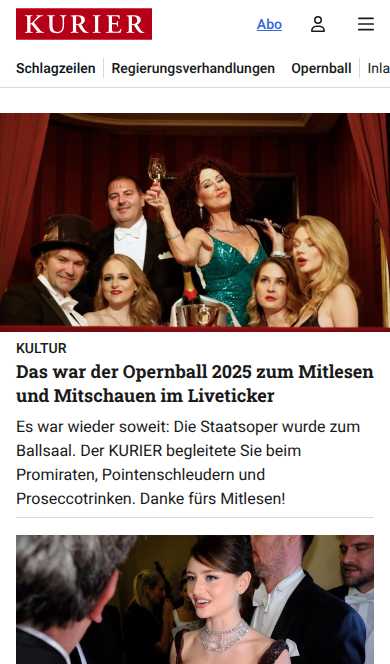 KURIER
Abo
Schlagzeilen
Regierungsverhandlungen
Opernball
Inla
KULTUR
Das war der Opernball 2025 zum Mitlesen
und Mitschauen im Liveticker
Es war wieder soweit: Die Staatsoper wurde zum
Ballsaal. Der KURIER begleitete Sie beim
Promiraten, Pointenschleudern und
Proseccotrinken. Danke fürs Mitlesen!